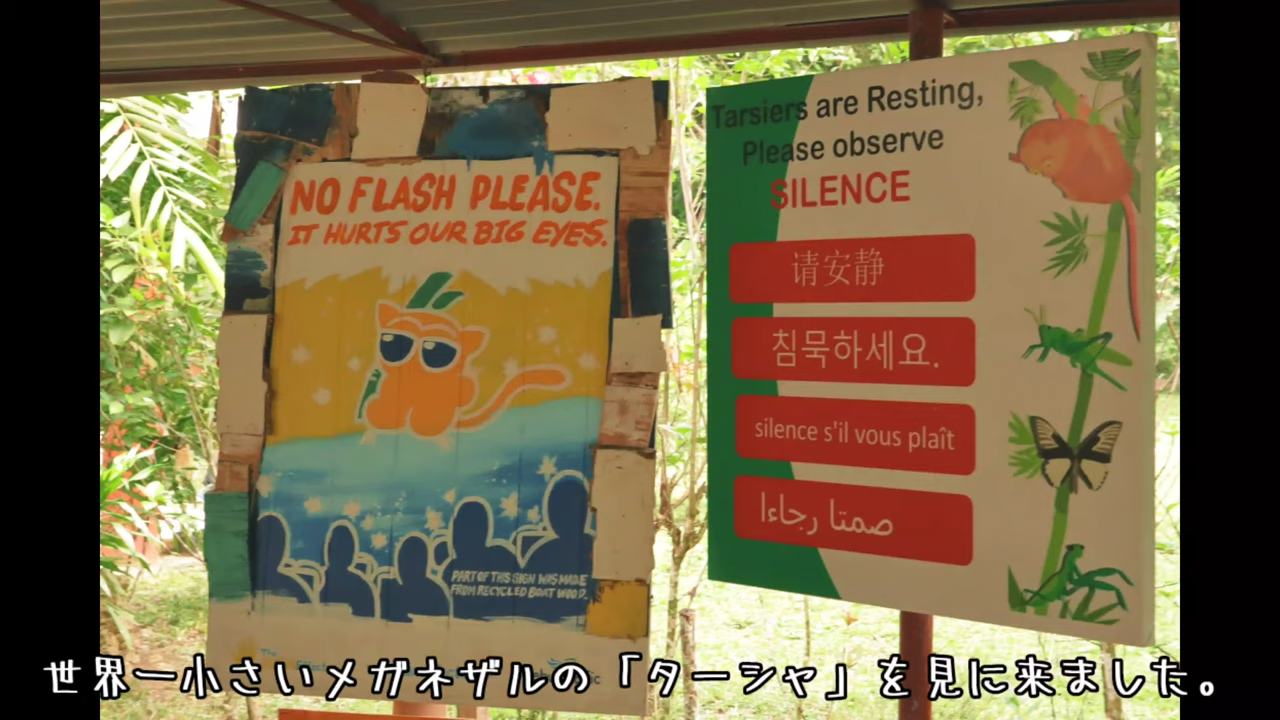 NO FLASH PLEASE.
IT HURTS OUR BIG EYES.
PART OF THIS SIGN WAS MADE
FROM RECYCLED BOAT WOOD.
Tarsiers are Resting,
Please observe
SILENCE
请安静
침묵하세요.
silence s'il vous plaît
صمتا رجاءا
世界一小さいメガネザルの「ターシャ」を見に来ました。